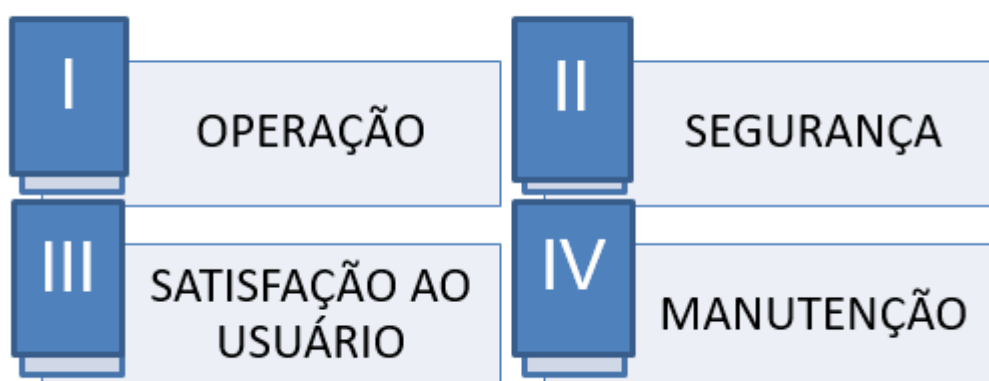 I
OPERAÇÃO
II
SEGURANÇA
III
SATISFAÇÃO AO
USUÁRIO
IV
MANUTENÇÃO